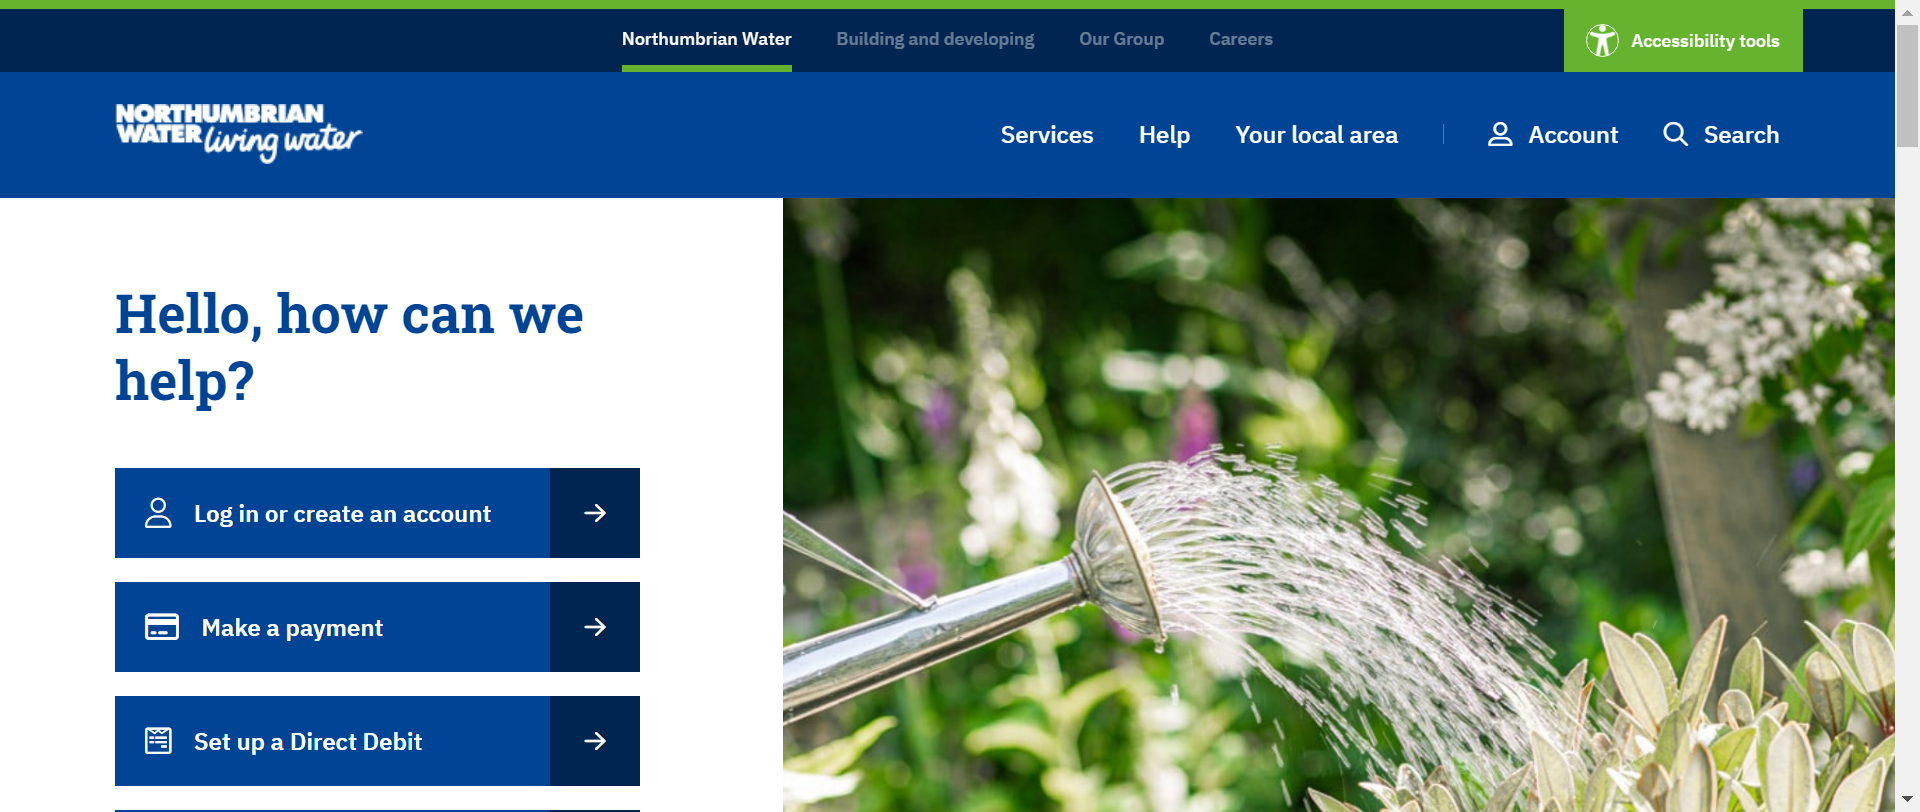 Northumbrian Water
Building and developing
Our Group
Careers
Accessibility tools
NORTHUMBRIAN
WATER living water
Services
Help
Your local area
Account
Search
Hello, how can we
help?
Log in or create an account
Make a payment
Set up a Direct Debit